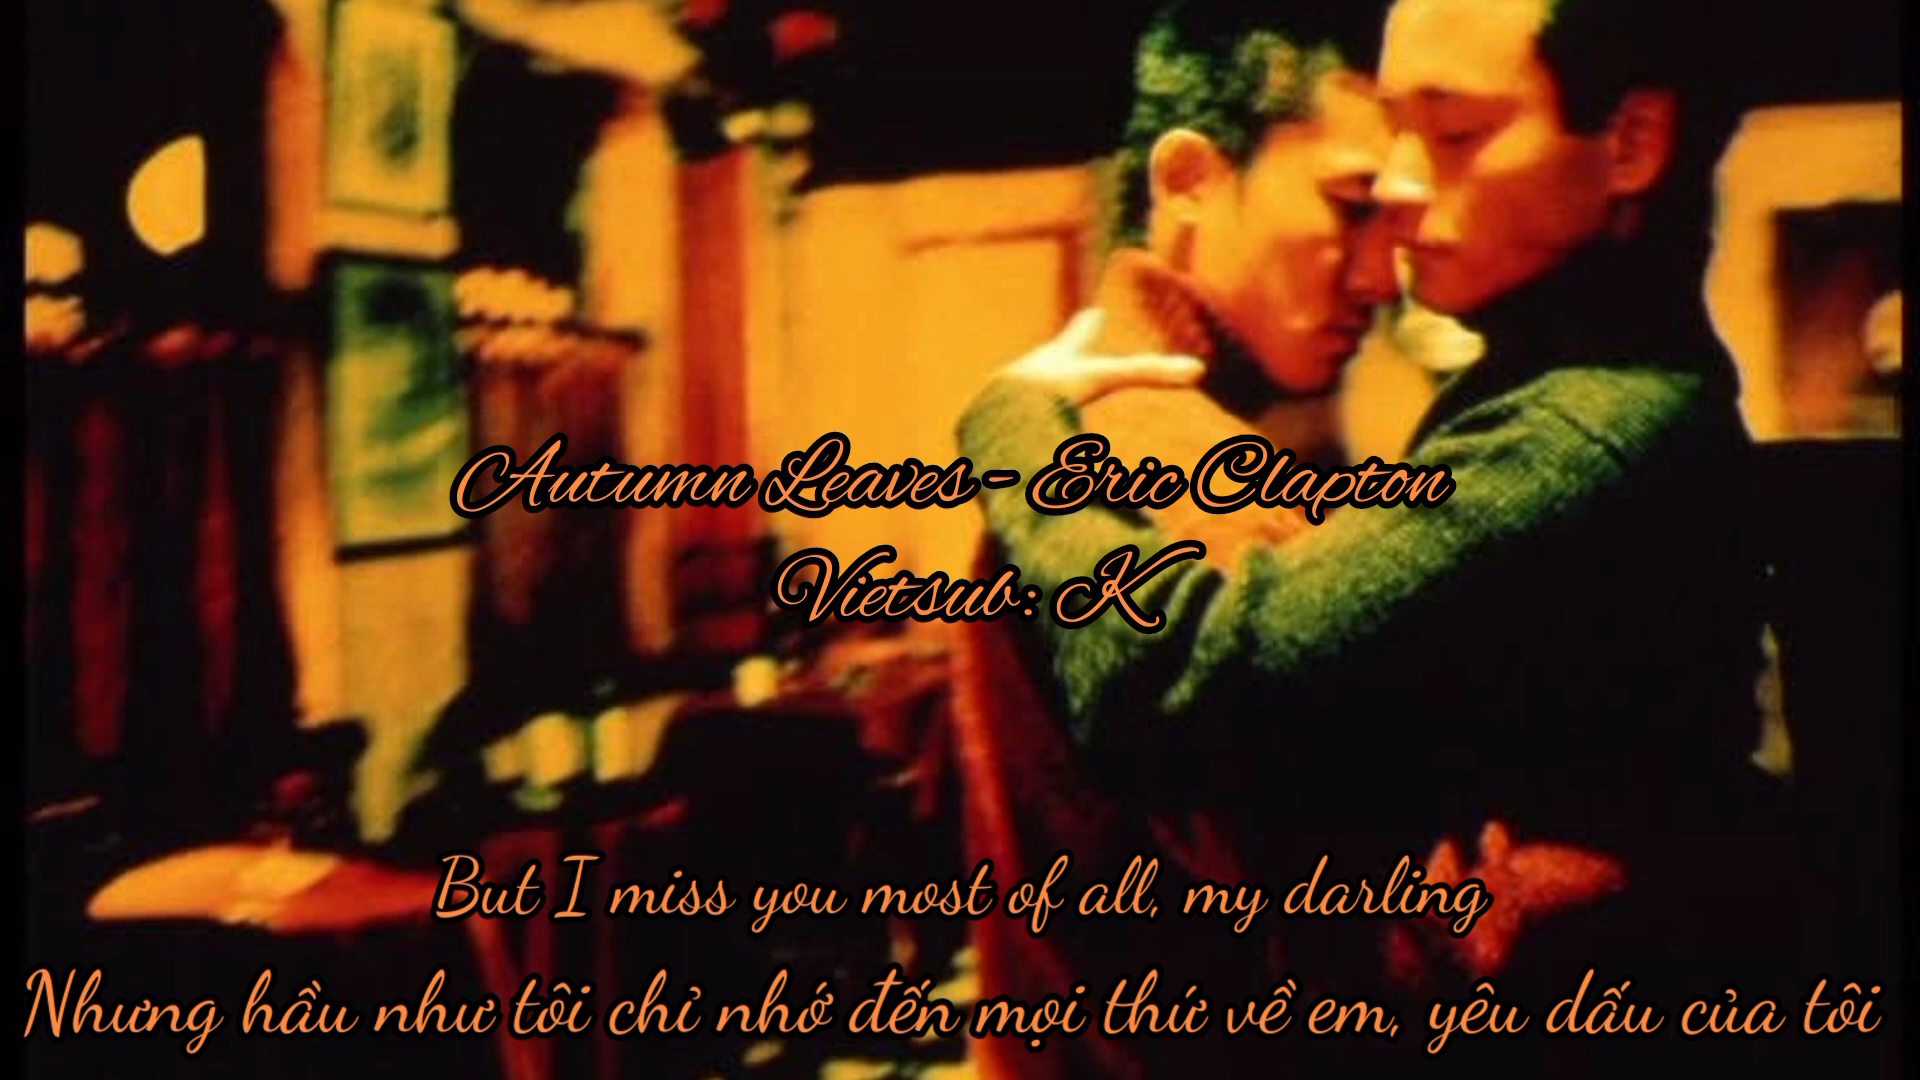 Autumn Leaves - Eric Clapton
Vietsub: K
But I miss you most of all, my darling
Nhưng hầu như tôi chỉ nhớ đến mọi thứ về em, yêu dấu của tôi